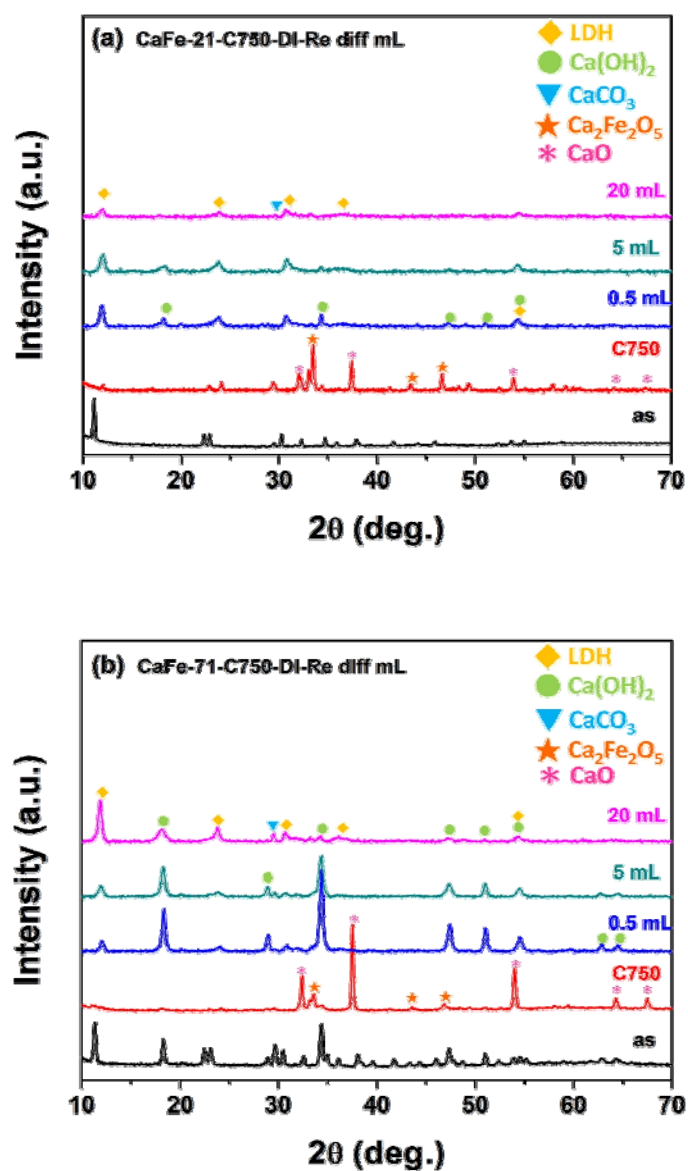 (a) CaFe-21-C750-DI-Re diff mL
LDH
Ca(OH)₂
CaCO₃
Ca₂Fe₂O₅
CaO
20 mL
5 mL
0.5 mL
C750
as
Intensity (a.u.)
10 20 30 40 50 60 70
2θ (deg.)
(b) CaFe-71-C750-DI-Re diff mL
LDH
Ca(OH)₂
CaCO₃
Ca₂Fe₂O₅
CaO
20 mL
5 mL
0.5 mL
C750
as
Intensity (a.u.)
10 20 30 40 50 60 70
2θ (deg.)